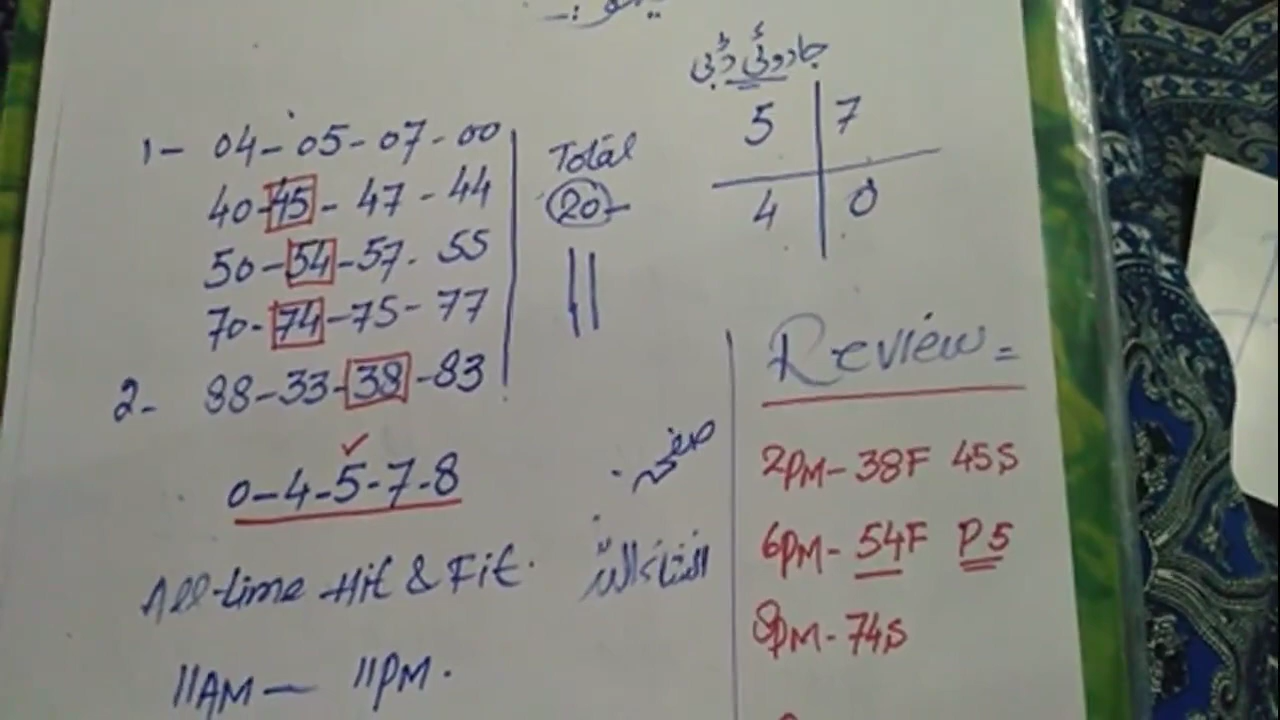 جادوئی ڈبی
5 7
4 0
1- 04-05-07-00
40-45-47-44
50-54-57-55
70-74-75-77
2- 88-33-38-83
Total
20
0-4-5-7-8
All-time Hit & Fit.
11AM- 11PM.
انشاءاللہ
Review=
2PM-38F 45S
6PM-54F P5
8PM-74S